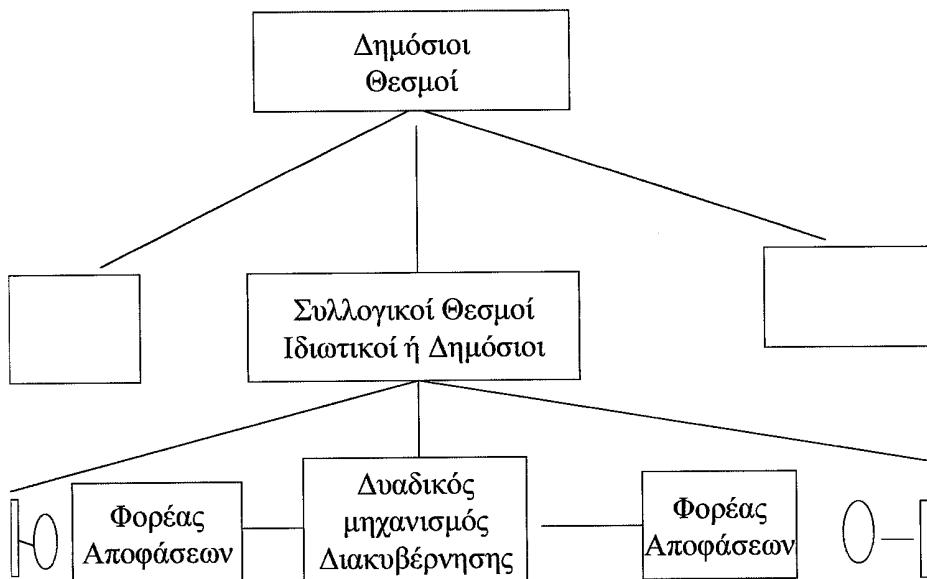 Δημόσιοι
Θεσμοί
Συλλογικοί Θεσμοί
Ιδιωτικοί ή Δημόσιοι
Φορέας
Αποφάσεων
Δυαδικός
μηχανισμός
Διακυβέρνησης
Φορέας
Αποφάσεων